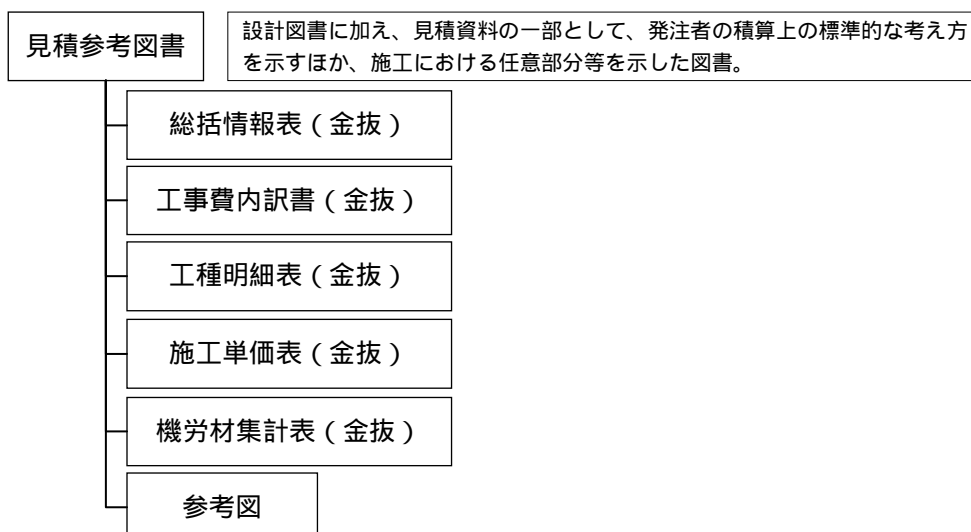 見積参考図書
設計図書に加え、見積資料の一部として、発注者の積算上の標準的な考え方
を示すほか、施工における任意部分等を示した図書。
総括情報表(金抜)
工事費内訳書(金抜)
工種明細表(金抜)
施工単価表(金抜)
機労材集計表(金抜)
参考図